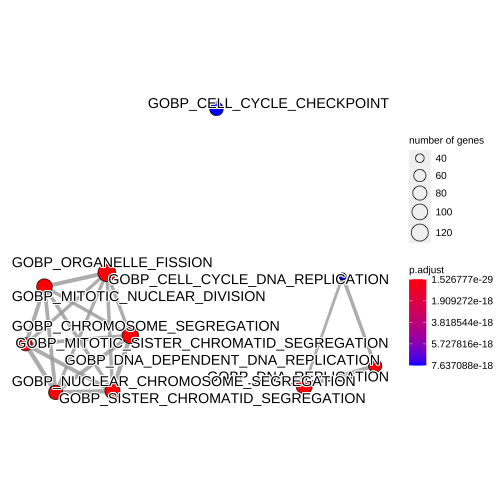 GOBP_CELL_CYCLE_CHECKPOINT
number of genes
40
60
80
100
120
GOBP_ORGANELLE_FISSION
GOBP_CELL_CYCLE_DNA_REPLICATION
GOBP_MITOTIC_NUCLEAR_DIVISION
p.adjust
1.526777e-29
1.909272e-18
3.818544e-18
5.727816e-18
7.637088e-18
GOBP_CHROMOSOME_SEGREGATION
GOBP_MITOTIC_SISTER_CHROMATID_SEGREGATION
GOBP_DNA_DEPENDENT_DNA_REPLICATION
GOBP_DNA_REPLICATION
GOBP_NUCLEAR_CHROMOSOME_SEGREGATION
GOBP_SISTER_CHROMATID_SEGREGATION